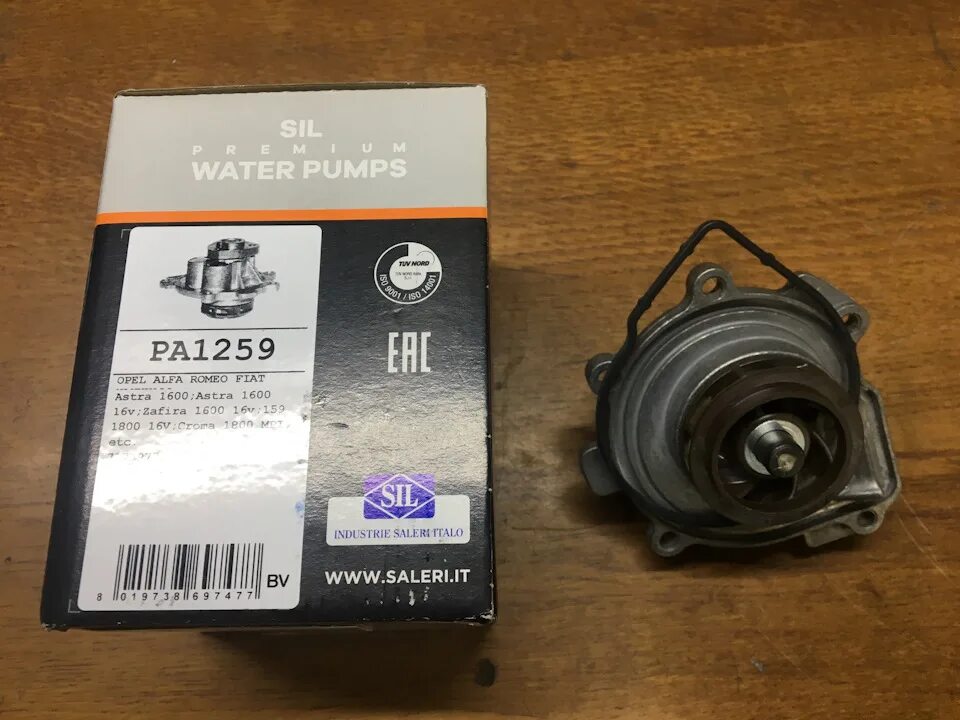 SIL
PREMIUM
WATER PUMPS
TUV NORD
ISO 9001 / ISO 14001
PA1259
EAC
OPEL ALFA ROMEO FIAT
Astra 1600;Astra 1600
16v;Zafira 1600 16v;159
1800 16V;Croma 1800 MPI,
etc.
SIL
INDUSTRIE SALERI ITALO
8 019738 697477
BV
WWW.SALERI.IT